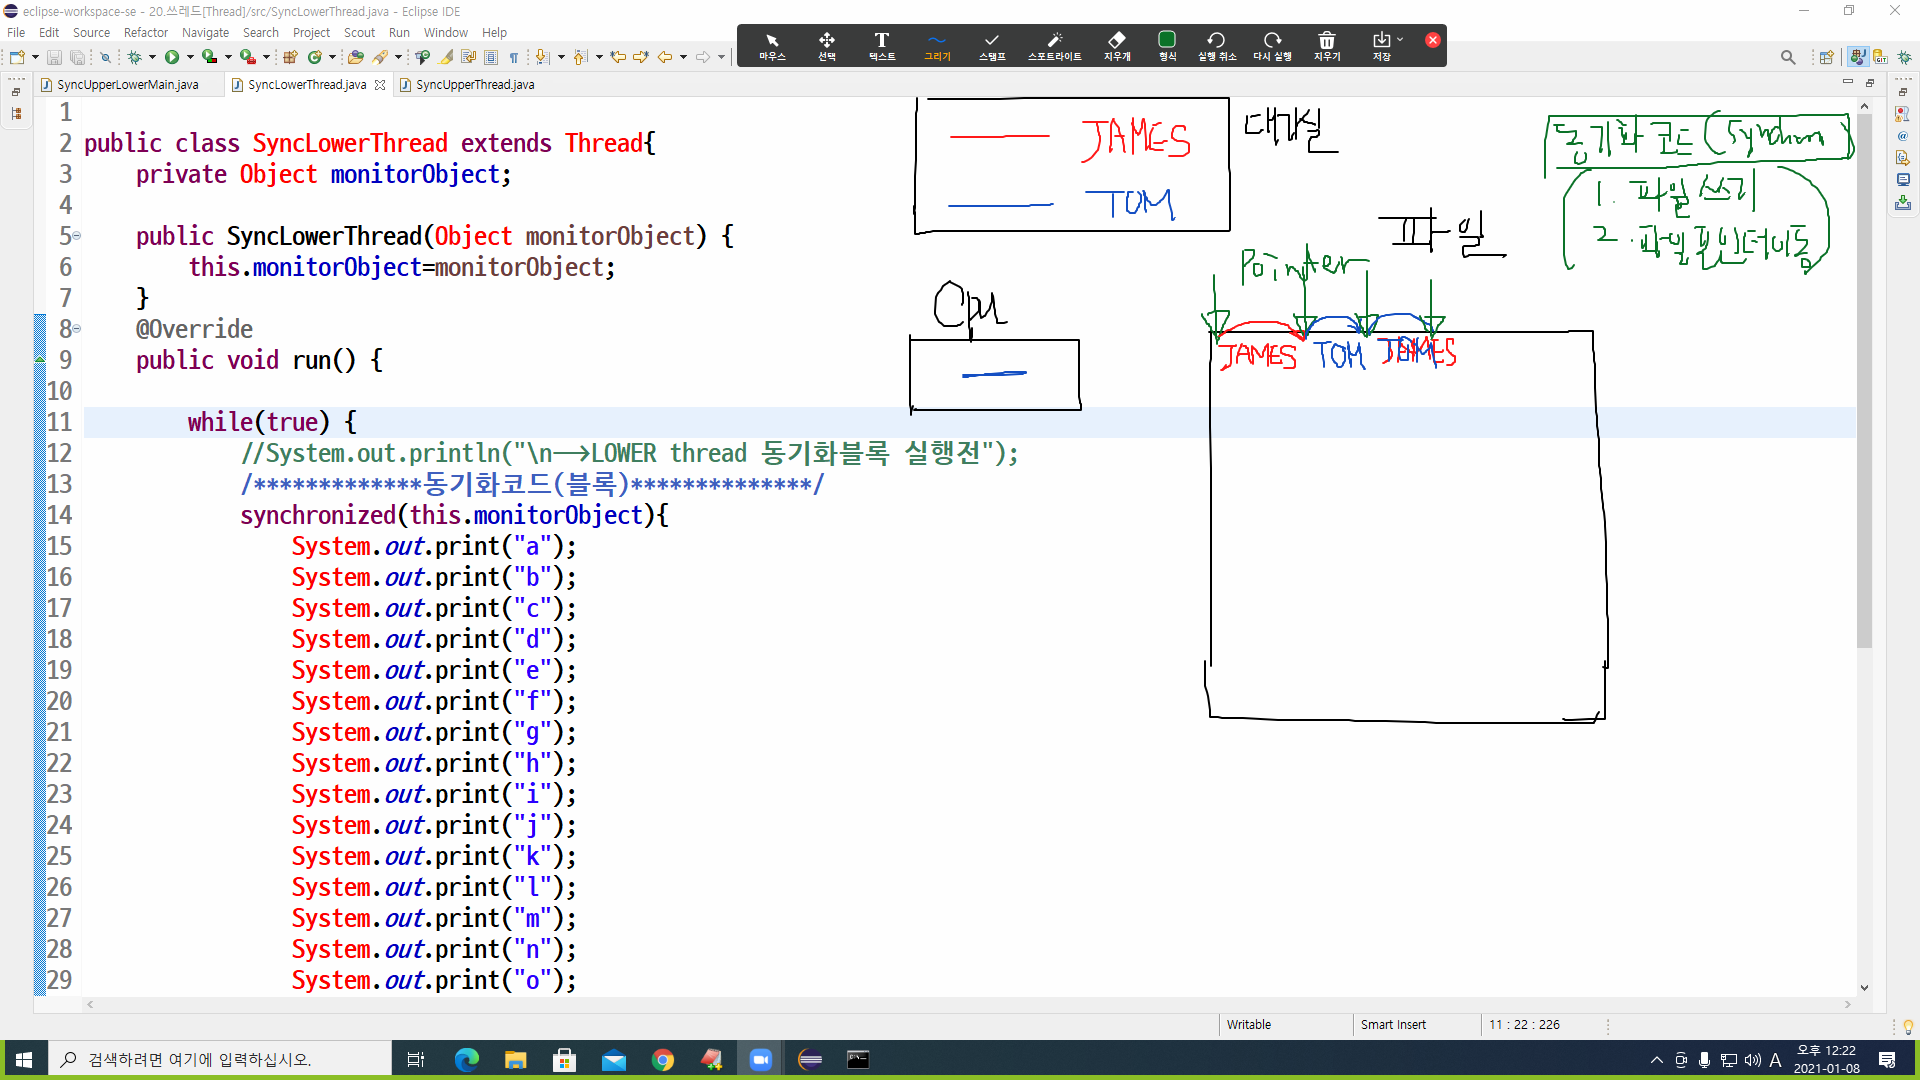 eclipse-workspace-se - 20.쓰레드[Thread]/src/SyncLowerThread.java - Eclipse IDE
File Edit Source Refactor Navigate Search Project Scout Run Window Help
마우스 선택 텍스트 그리기 스탬프 스포트라이트 지우개 형식 실행 취소 다시 실행 지우기 저장
SyncUpperLowerMain.java SyncLowerThread.java SyncUpperThread.java
1
2 public class SyncLowerThread extends Thread{
3 private Object monitorObject;
4
5 public SyncLowerThread(Object monitorObject) {
6 this.monitorObject=monitorObject;
7 }
8 @Override
9 public void run() {
10
11 while(true) {
12 //System.out.println("\n-->LOWER thread 동기화블록 실행전");
13 /*************동기화코드(블록)**************/
14 synchronized(this.monitorObject){
15 System.out.print("a");
16 System.out.print("b");
17 System.out.print("c");
18 System.out.print("d");
19 System.out.print("e");
20 System.out.print("f");
21 System.out.print("g");
22 System.out.print("h");
23 System.out.print("i");
24 System.out.print("j");
25 System.out.print("k");
26 System.out.print("l");
27 System.out.print("m");
28 System.out.print("n");
29 System.out.print("o");
JAMES
TOM
대기실
Cpu
파일
Pointer
JAMES TOM JAMES
TOM
동기화 코드 (Synchron
1. 파일 쓰기
2. 파일 포인터이동
Writable Smart Insert 11 : 22 : 226
검색하려면 여기에 입력하십시오.
A 오후 12:22
2021-01-08